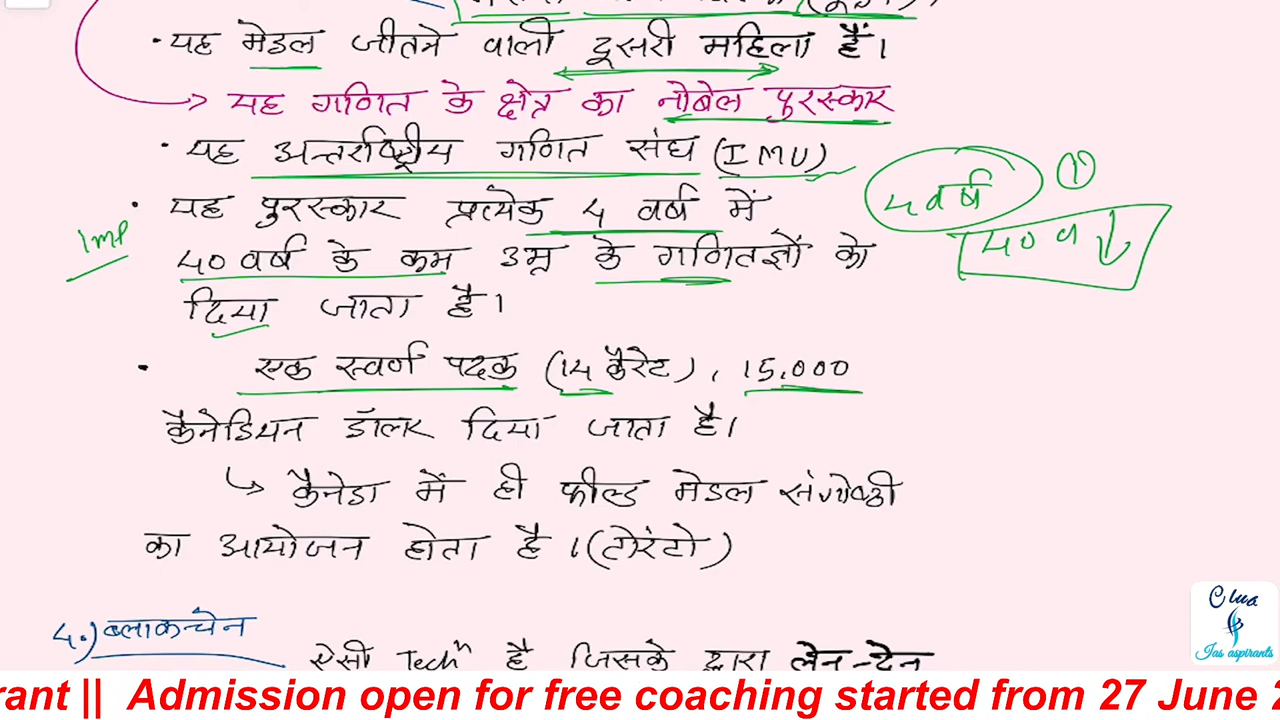 • यह मेडल जीतने वाली दूसरी महिला हैं।
→ यह गणित के क्षेत्र का नोबेल पुरस्कार
• यह अन्तर्राष्ट्रीय गणित संघ (IMU)
• यह पुरस्कार प्रत्येक 4 वर्ष में
4 वर्ष ①
Imp
40 वर्ष के कम उम्र के गणितज्ञों को
40 व ↓
दिया जाता है।
• एक स्वर्ण पदक (14 कैरेट), 15,000
कैनेडियन डॉलर दिया जाता है।
↳ कैनेडा में ही फील्ड मेडल संगोष्ठी
का आयोजन होता है। (टोरंटो)
4.) ब्लाकचेन
ऐसी Techⁿ है जिसके द्वारा लेन-देन
Clue
Ias aspirants
rant || Admission open for free coaching started from 27 June 2